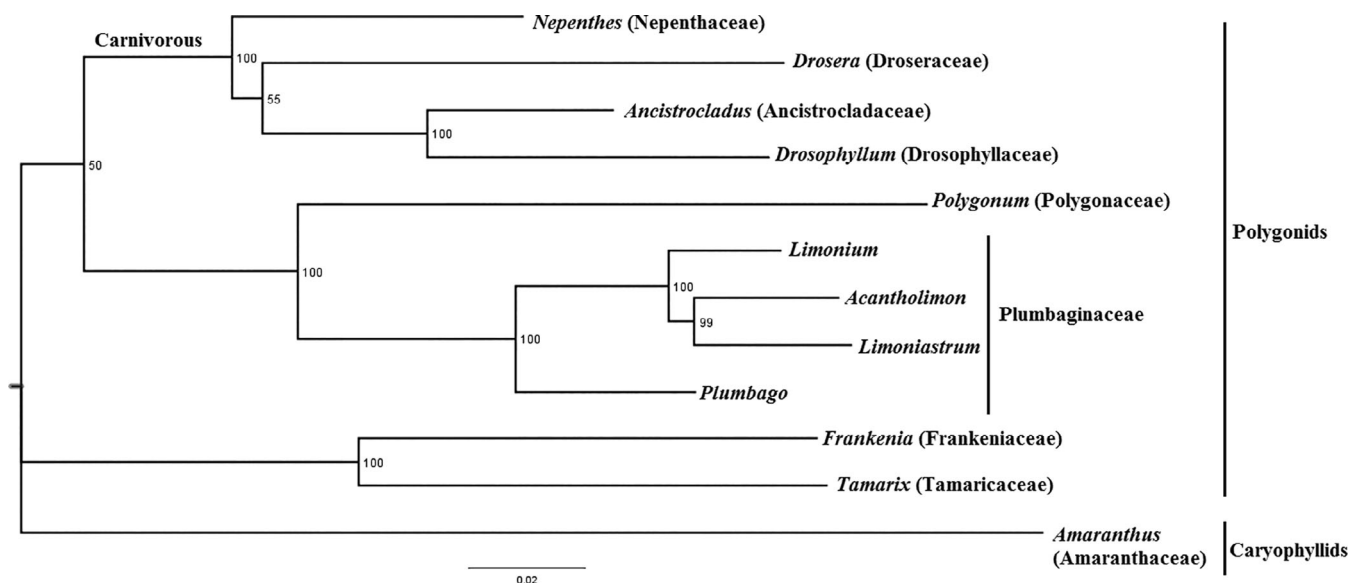 Nepenthes (Nepenthaceae)
Carnivorous
100
Drosera (Droseraceae)
55
Ancistrocladus (Ancistrocladaceae)
100
Drosophyllum (Drosophyllaceae)
50
Polygonum (Polygonaceae)
Polygonids
Limonium
100
100
Acantholimon
Plumbaginaceae
99
100
Limoniastrum
Plumbago
Frankenia (Frankeniaceae)
100
Tamarix (Tamaricaceae)
Amaranthus
(Amaranthaceae)
Caryophyllids
0.02